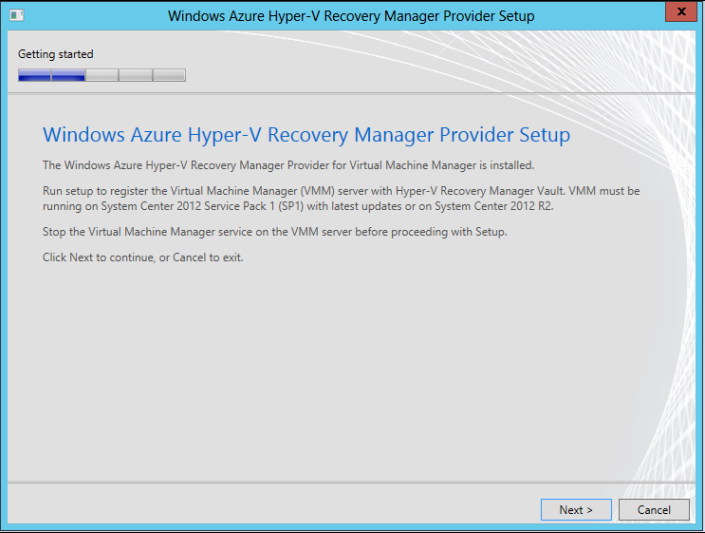 Windows Azure Hyper-V Recovery Manager Provider Setup
x
Getting started
Windows Azure Hyper-V Recovery Manager Provider Setup
The Windows Azure Hyper-V Recovery Manager Provider for Virtual Machine Manager is installed.
Run setup to register the Virtual Machine Manager (VMM) server with Hyper-V Recovery Manager Vault. VMM must be
running on System Center 2012 Service Pack 1 (SP1) with latest updates or on System Center 2012 R2.
Stop the Virtual Machine Manager service on the VMM server before proceeding with Setup.
Click Next to continue, or Cancel to exit.
Next >
Cancel